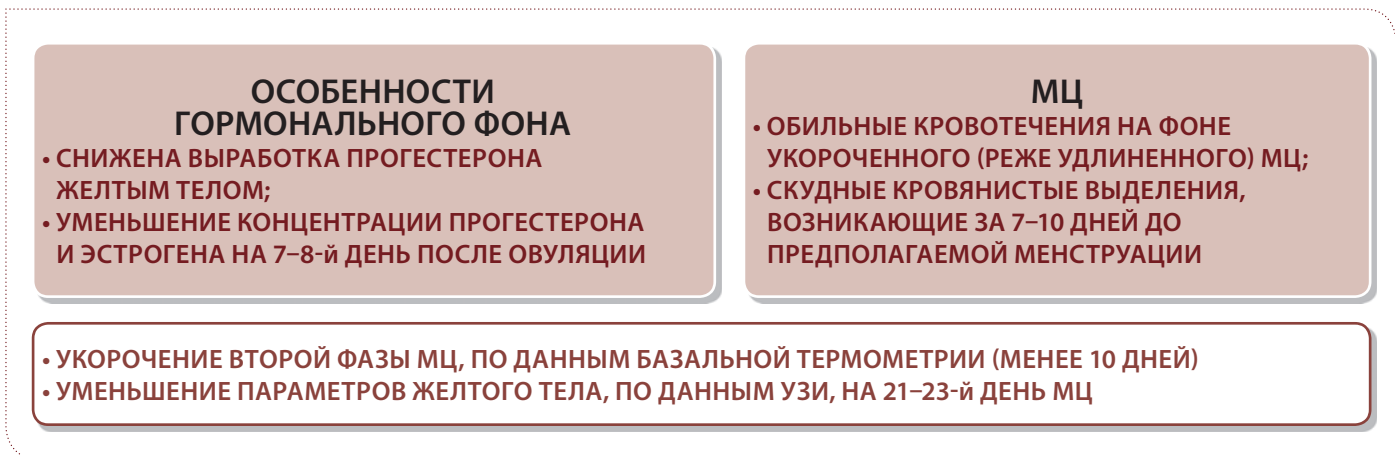 ОСОБЕННОСТИ
ГОРМОНАЛЬНОГО ФОНА
• СНИЖЕНА ВЫРАБОТКА ПРОГЕСТЕРОНА
ЖЕЛТЫМ ТЕЛОМ;
• УМЕНЬШЕНИЕ КОНЦЕНТРАЦИИ ПРОГЕСТЕРОНА
И ЭСТРОГЕНА НА 7–8-й ДЕНЬ ПОСЛЕ ОВУЛЯЦИИ
МЦ
• ОБИЛЬНЫЕ КРОВОТЕЧЕНИЯ НА ФОНЕ
УКОРОЧЕННОГО (РЕЖЕ УДЛИНЕННОГО) МЦ;
• СКУДНЫЕ КРОВЯНИСТЫЕ ВЫДЕЛЕНИЯ,
ВОЗНИКАЮЩИЕ ЗА 7–10 ДНЕЙ ДО
ПРЕДПОЛАГАЕМОЙ МЕНСТРУАЦИИ
• УКОРОЧЕНИЕ ВТОРОЙ ФАЗЫ МЦ, ПО ДАННЫМ БАЗАЛЬНОЙ ТЕРМОМЕТРИИ (МЕНЕЕ 10 ДНЕЙ)
• УМЕНЬШЕНИЕ ПАРАМЕТРОВ ЖЕЛТОГО ТЕЛА, ПО ДАННЫМ УЗИ, НА 21–23-й ДЕНЬ МЦ